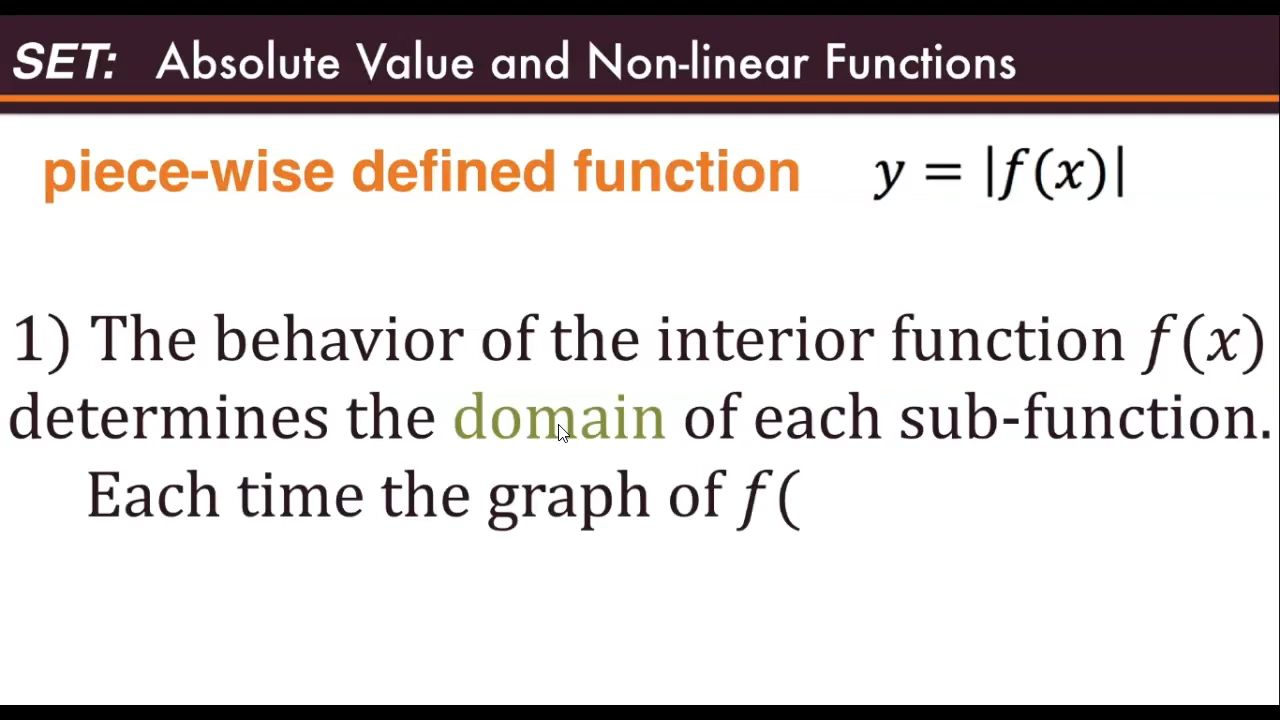 SET: Absolute Value and Non-linear Functions
piece-wise defined function y = |f(x)|
1) The behavior of the interior function f(x)
determines the domain of each sub-function.
Each time the graph of f(